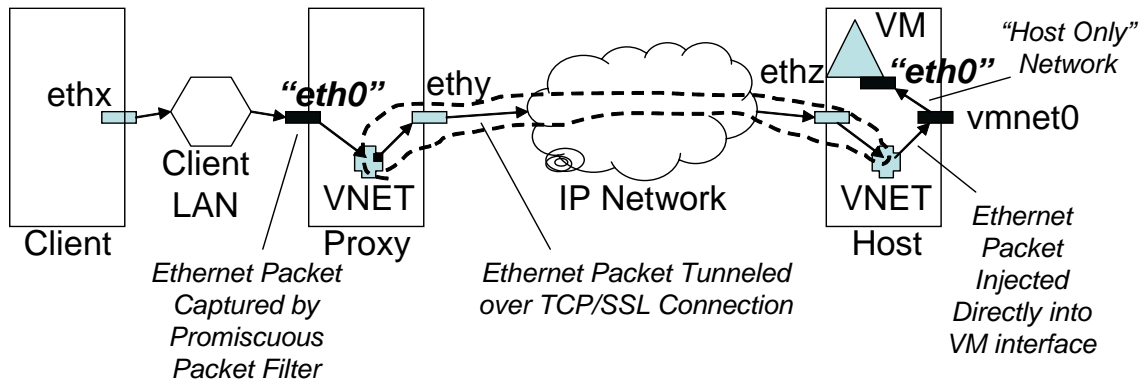 VM
“Host Only”
Network
ethx
“eth0”
ethy
ethz
“eth0”
vmnet0
Client
LAN
VNET
IP Network
VNET
Client
Proxy
Host
Ethernet Packet
Captured by
Promiscuous
Packet Filter
Ethernet Packet Tunneled
over TCP/SSL Connection
Ethernet
Packet
Injected
Directly into
VM interface